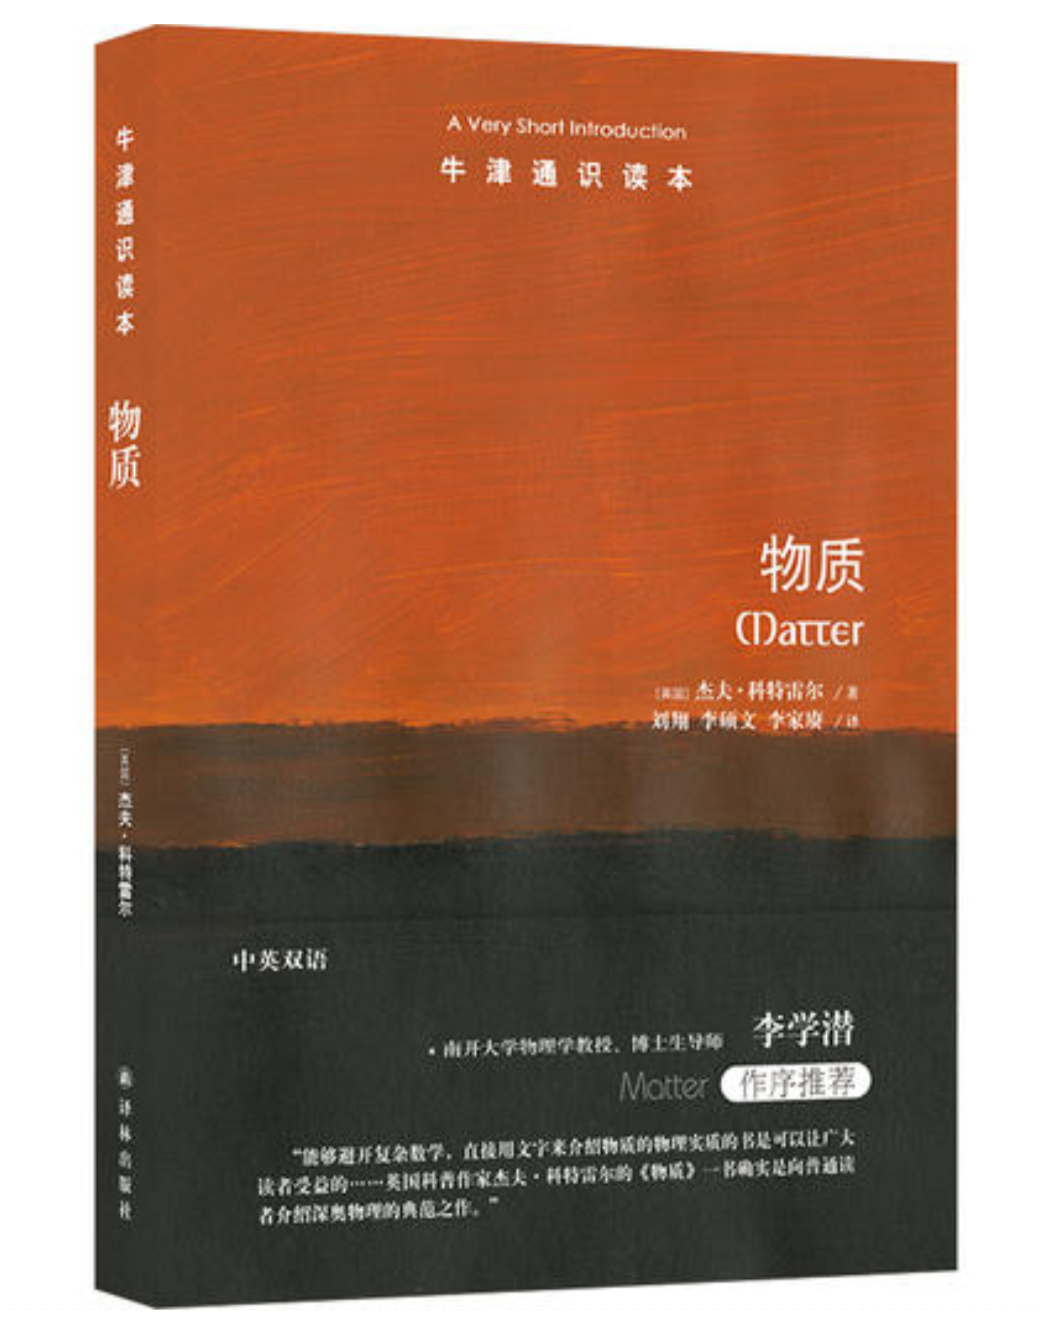 牛津通识读本
物质
[英国] 杰夫·科特雷尔
译林出版社
A Very Short Introduction
牛津通识读本
物质
Matter
[英国] 杰夫·科特雷尔 / 著
刘翔 李硕文 李家赓 / 译
中英双语
·南开大学物理学教授、博士生导师 李学潜
Matter 作序推荐
“能够避开复杂数学，直接用文字来介绍物质的物理实质的书是可以让广大
读者受益的……英国科普作家杰夫·科特雷尔的《物质》一书确实是向普通读
者介绍深奥物理的典范之作。”